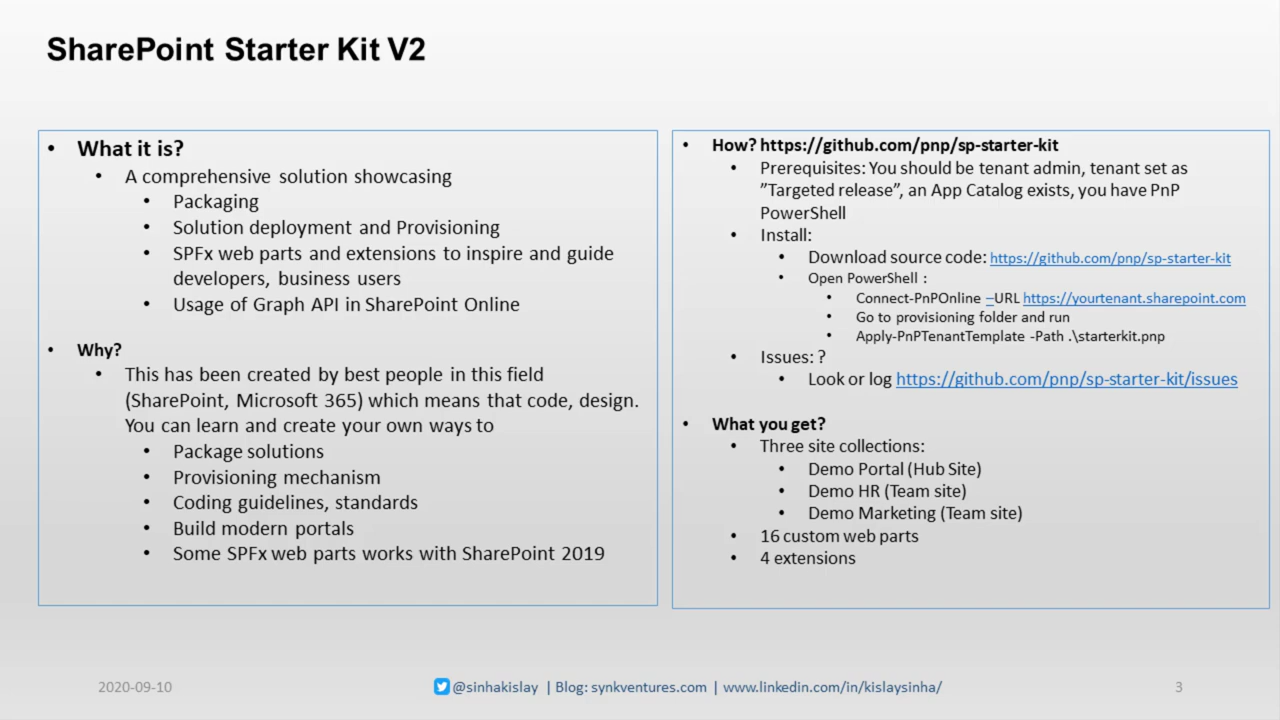 SharePoint Starter Kit V2
• What it is?
• A comprehensive solution showcasing
• Packaging
• Solution deployment and Provisioning
• SPFx web parts and extensions to inspire and guide
developers, business users
• Usage of Graph API in SharePoint Online
• Why?
• This has been created by best people in this field
(SharePoint, Microsoft 365) which means that code, design.
You can learn and create your own ways to
• Package solutions
• Provisioning mechanism
• Coding guidelines, standards
• Build modern portals
• Some SPFx web parts works with SharePoint 2019
• How? https://github.com/pnp/sp-starter-kit
• Prerequisites: You should be tenant admin, tenant set as
”Targeted release”, an App Catalog exists, you have PnP
PowerShell
• Install:
• Download source code: https://github.com/pnp/sp-starter-kit
• Open PowerShell :
• Connect-PnPOnline –URL https://yourtenant.sharepoint.com
• Go to provisioning folder and run
• Apply-PnPTenantTemplate -Path .\starterkit.pnp
• Issues: ?
• Look or log https://github.com/pnp/sp-starter-kit/issues
• What you get?
• Three site collections:
• Demo Portal (Hub Site)
• Demo HR (Team site)
• Demo Marketing (Team site)
• 16 custom web parts
• 4 extensions
2020-09-10
@sinhakislay | Blog: synkventures.com | www.linkedin.com/in/kislaysinha/
3